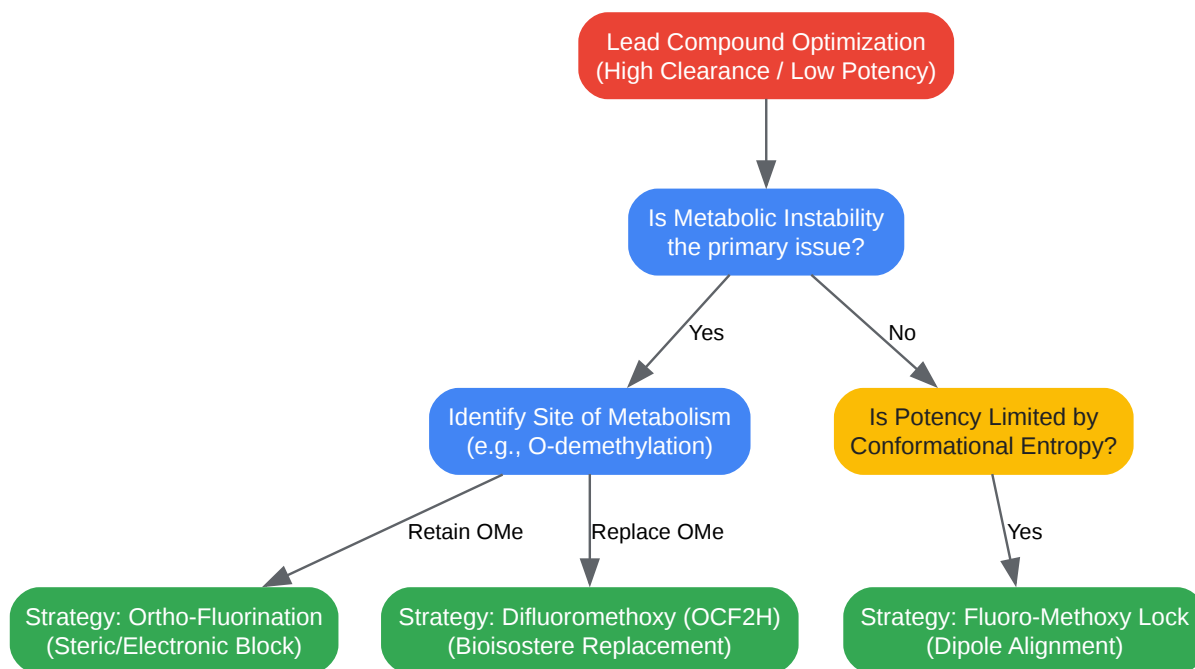 Lead Compound Optimization
(High Clearance / Low Potency)
Is Metabolic Instability
the primary issue?
Yes
No
Identify Site of Metabolism
(e.g., O-demethylation)
Is Potency Limited by
Conformational Entropy?
Retain OMe
Replace OMe
Yes
Strategy: Ortho-Fluorination
(Steric/Electronic Block)
Strategy: Difluoromethoxy (OCF2H)
(Bioisostere Replacement)
Strategy: Fluoro-Methoxy Lock
(Dipole Alignment)